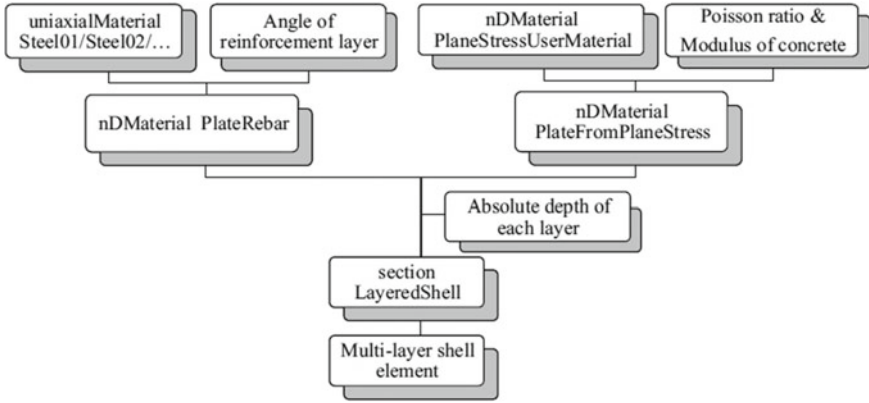 uniaxialMaterial
Steel01/Steel02/…
Angle of
reinforcement layer
nDMaterial
PlaneStressUserMaterial
Poisson ratio &
Modulus of concrete
nDMaterial PlateRebar
nDMaterial
PlateFromPlaneStress
Absolute depth of
each layer
section
LayeredShell
Multi-layer shell
element